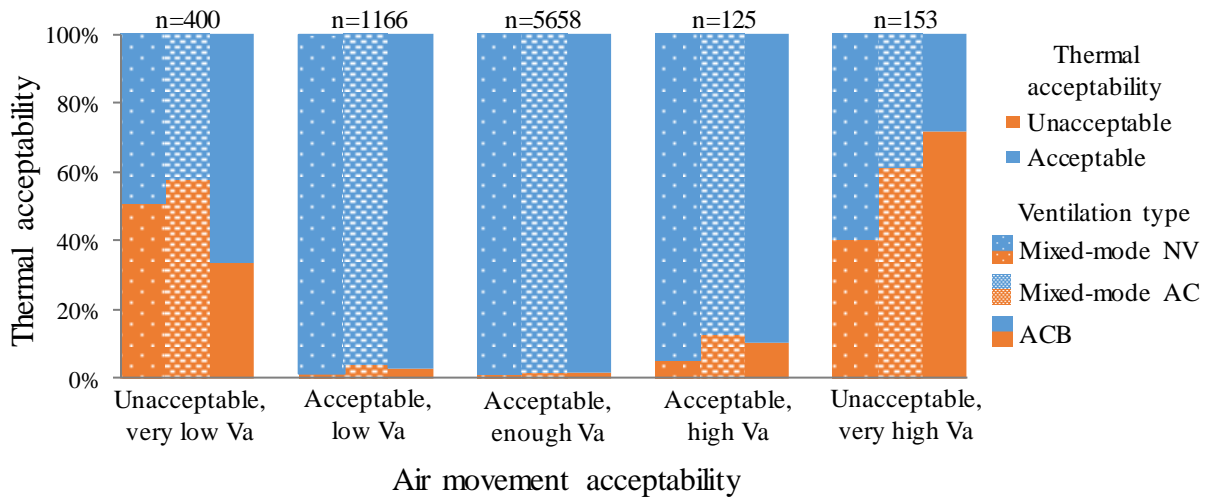 n=400
n=1166
n=5658
n=125
n=153
100%
80%
60%
40%
20%
0%
Thermal acceptability
Unacceptable,
very low Va
Acceptable,
low Va
Acceptable,
enough Va
Acceptable,
high Va
Unacceptable,
very high Va
Air movement acceptability
Thermal
acceptability
Unacceptable
Acceptable
Ventilation type
Mixed-mode NV
Mixed-mode AC
ACB